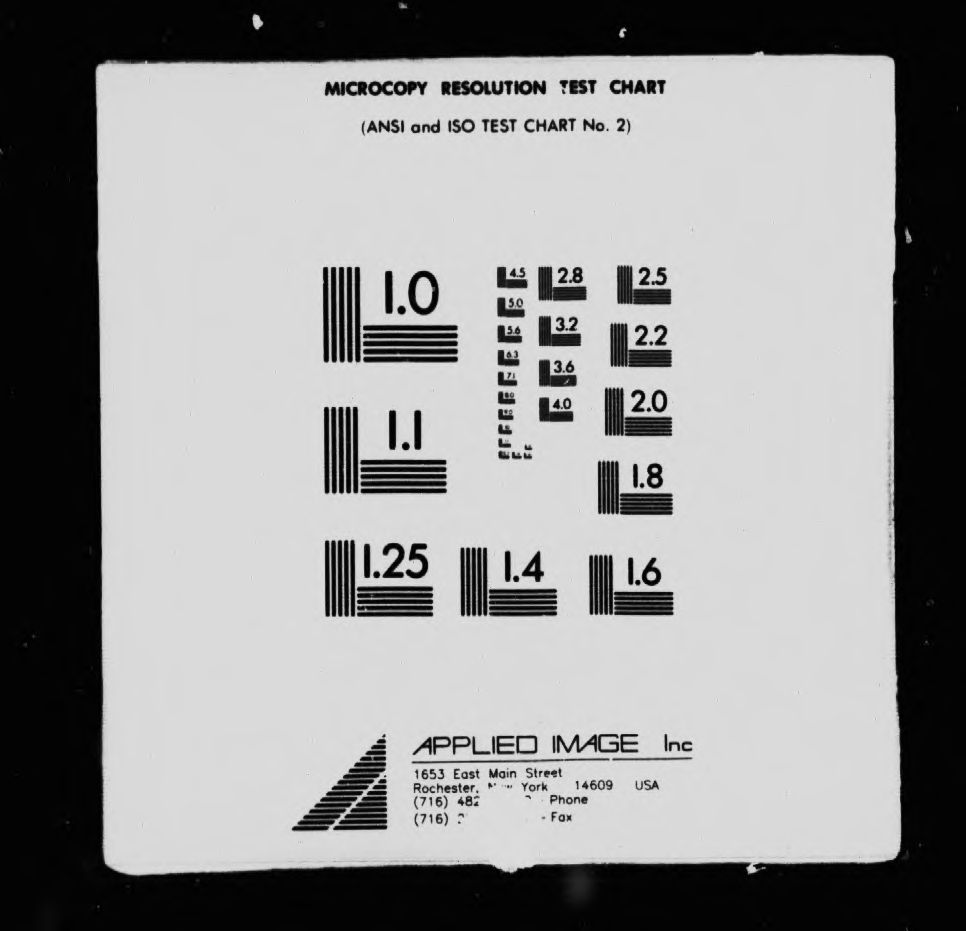 MICROCOPY RESOLUTION TEST CHART
(ANSI and ISO TEST CHART No. 2)
1.0
1.1
1.25
1.4
1.6
1.8
2.0
2.2
2.5
2.8
3.2
3.6
4.0
4.5
5.0
5.6
6.3
7.1
8.0
9.0
APPLIED IMAGE Inc
1653 East Main Street
Rochester, York 14609 USA
(716) Phone
(716) - Fax